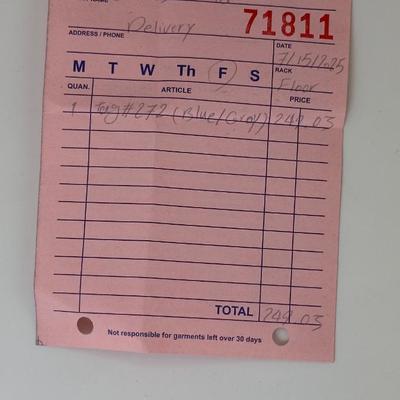 71811
ADDRESS / PHONE Delivery
DATE
7/15/2025
M T W Th F S
RACK
Floor
QUAN. ARTICLE PRICE
1 Tag#272 (Blue/Gray) 249.03
TOTAL 249.03
Not responsible for garments left over 30 days